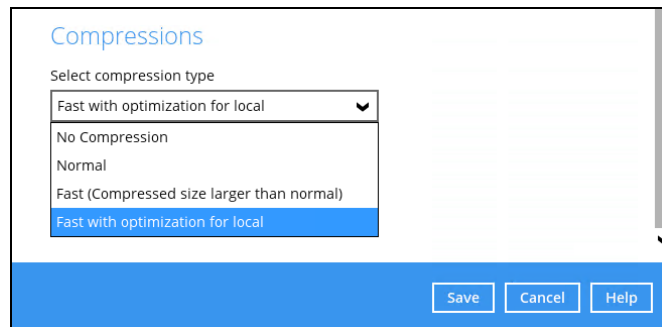 Compressions
Select compression type
Fast with optimization for local
No Compression
Normal
Fast (Compressed size larger than normal)
Fast with optimization for local
Save Cancel Help